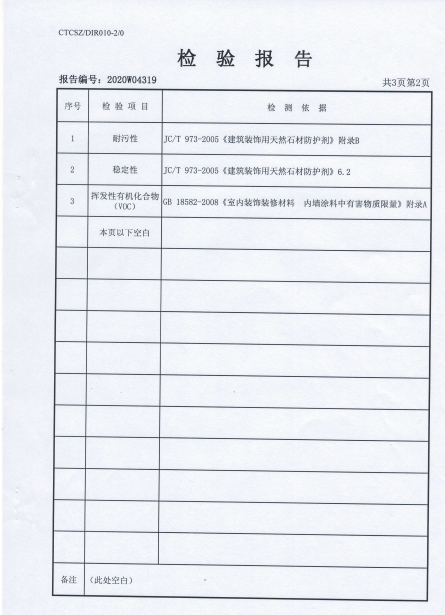 CTCSZ/DIR010-2/0
检 验 报 告
报告编号：2020W04319
共3页第2页
序号 检 验 项 目 检 测 依 据
1 耐污性 JC/T 973-2005《建筑装饰用天然石材防护剂》附录B
2 稳定性 JC/T 973-2005《建筑装饰用天然石材防护剂》6.2
3 挥发性有机化合物（VOC） GB 18582-2008《室内装饰装修材料 内墙涂料中有害物质限量》附录A
本页以下空白
备注 （此处空白）